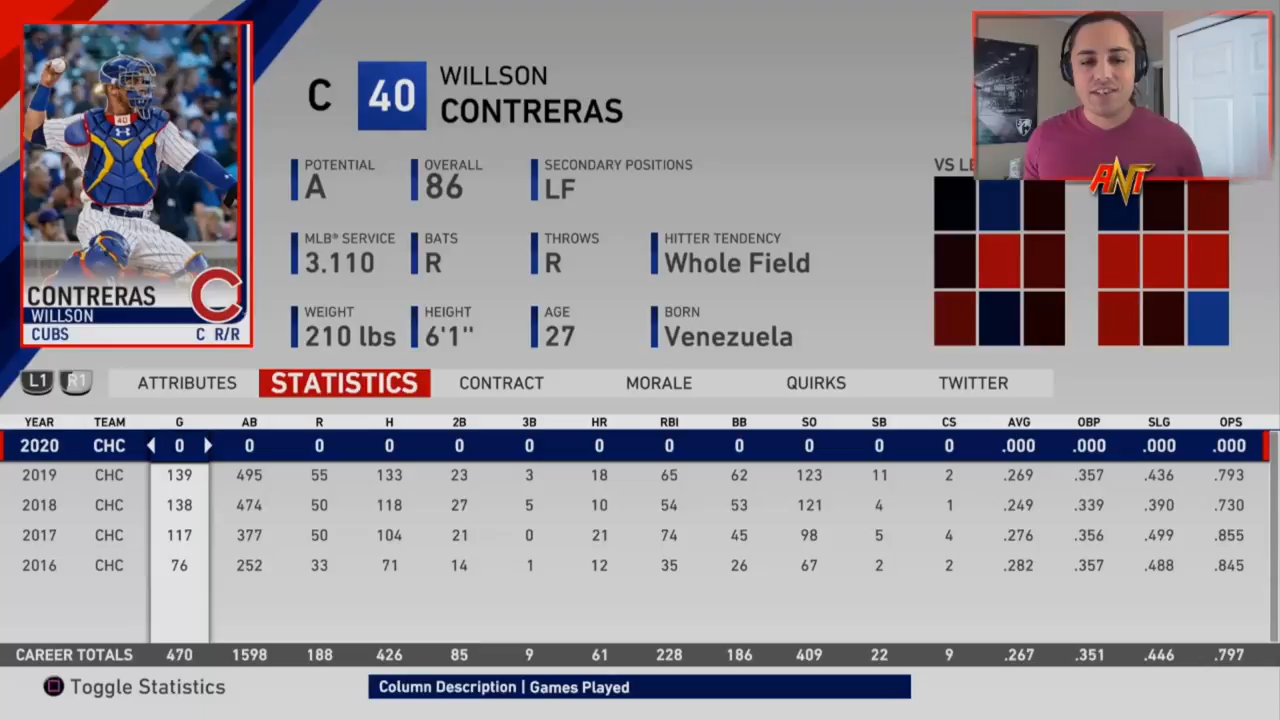 CONTRERAS
WILLSON
CUBS C R/R
C 40 WILLSON
CONTRERAS
POTENTIAL OVERALL SECONDARY POSITIONS
A 86 LF
MLB® SERVICE BATS THROWS HITTER TENDENCY
3.110 R R Whole Field
WEIGHT HEIGHT AGE BORN
210 lbs 6'1" 27 Venezuela
VS LE
ANT
L1 R1 ATTRIBUTES STATISTICS CONTRACT MORALE QUIRKS TWITTER
YEAR TEAM G AB R H 2B 3B HR RBI BB SO SB CS AVG OBP SLG OPS
2020 CHC 0 0 0 0 0 0 0 0 0 0 0 0 .000 .000 .000 .000
2019 CHC 139 495 55 133 23 3 18 65 62 123 11 2 .269 .357 .436 .793
2018 CHC 138 474 50 118 27 5 10 54 53 121 4 1 .249 .339 .390 .730
2017 CHC 117 377 50 104 21 0 21 74 45 98 5 4 .276 .356 .499 .855
2016 CHC 76 252 33 71 14 1 12 35 26 67 2 2 .282 .357 .488 .845
CAREER TOTALS 470 1598 188 426 85 9 61 228 186 409 22 9 .267 .351 .446 .797
Toggle Statistics Column Description | Games Played